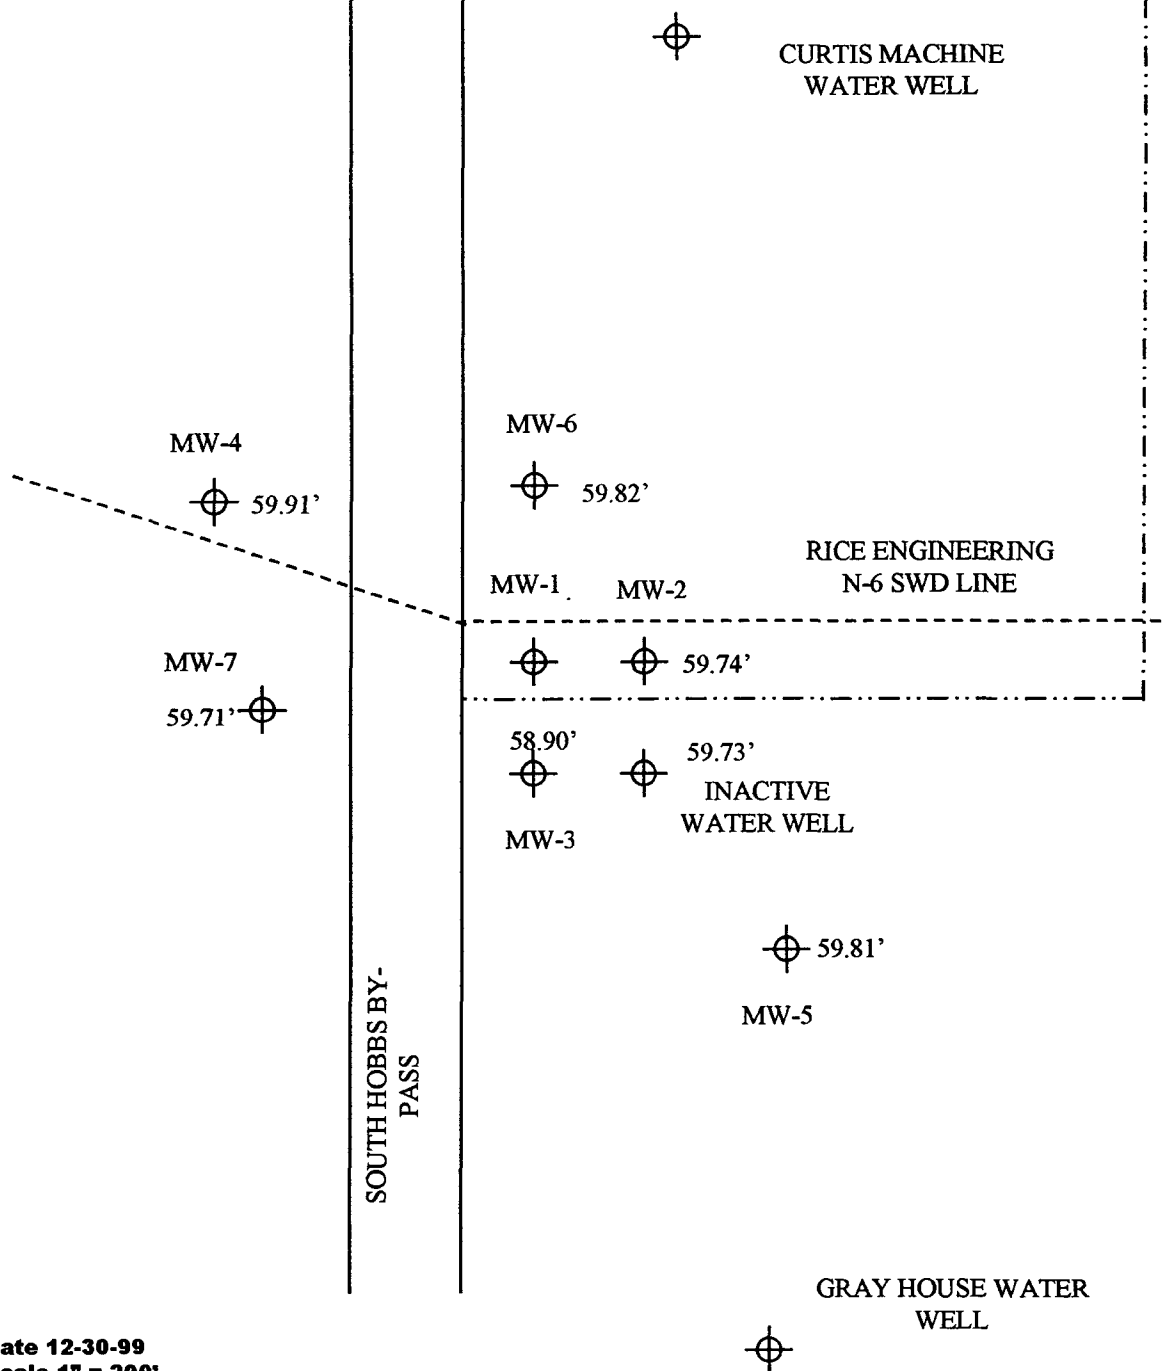 CURTIS MACHINE
WATER WELL
MW-6
MW-4
59.82'
59.91'
RICE ENGINEERING
N-6 SWD LINE
MW-1
MW-2
MW-7
59.74'
59.71'
58.90'
59.73'
INACTIVE
WATER WELL
MW-3
59.81'
MW-5
SOUTH HOBBS BY-
PASS
GRAY HOUSE WATER
WELL
ate 12-30-99